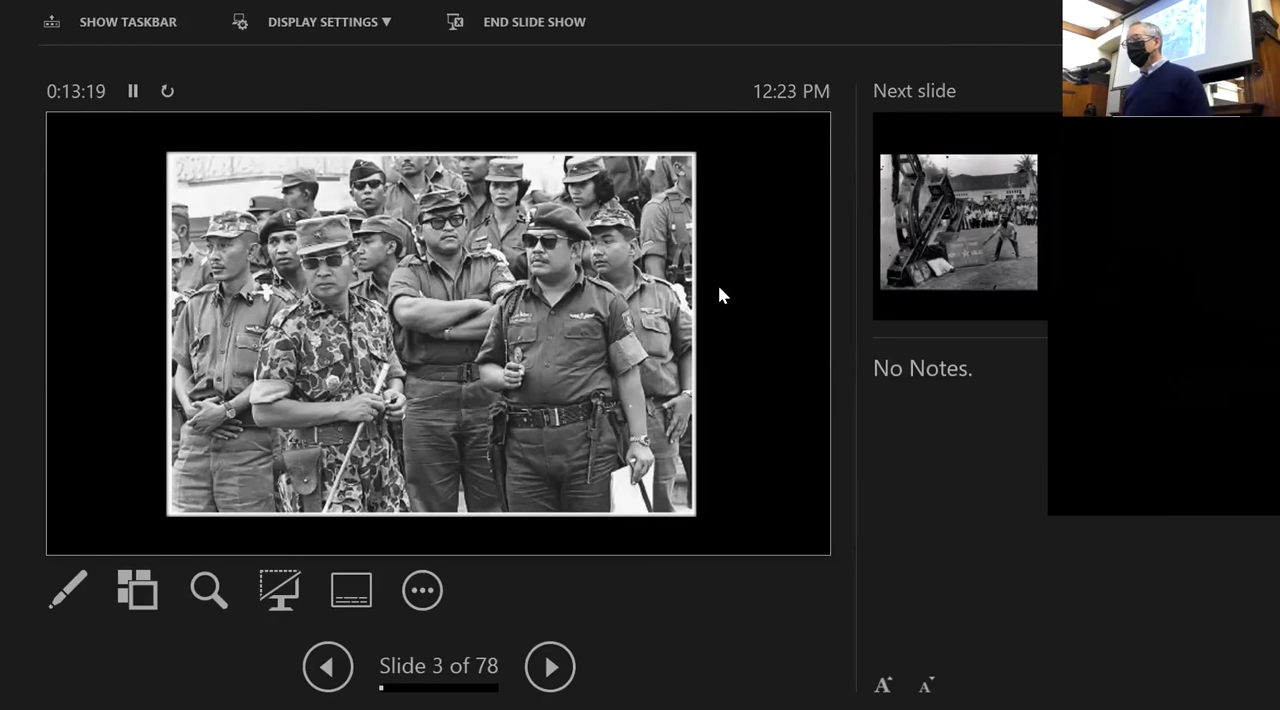 SHOW TASKBAR
DISPLAY SETTINGS ▼
END SLIDE SHOW
0:13:19
12:23 PM
Next slide
No Notes.
Slide 3 of 78
A
A